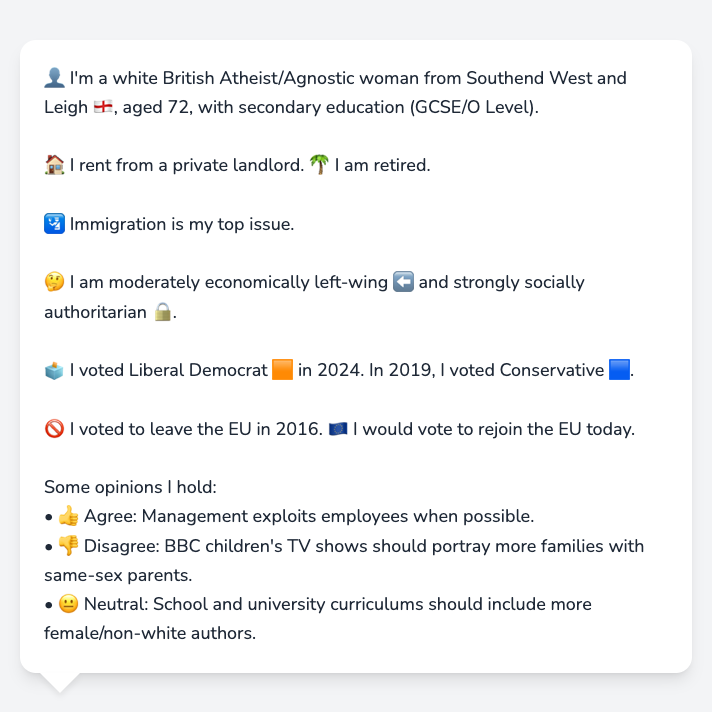 👤 I'm a white British Atheist/Agnostic woman from Southend West and
Leigh 🏴󠁧󠁢󠁥󠁮󠁧󠁿, aged 72, with secondary education (GCSE/O Level).
🏠 I rent from a private landlord. 🌴 I am retired.
🛂 Immigration is my top issue.
🤔 I am moderately economically left-wing ⬅️ and strongly socially
authoritarian 🔒.
🗳️ I voted Liberal Democrat 🟧 in 2024. In 2019, I voted Conservative 🟦.
🚫 I voted to leave the EU in 2016. 🇪🇺 I would vote to rejoin the EU today.
Some opinions I hold:
• 👍 Agree: Management exploits employees when possible.
• 👎 Disagree: BBC children's TV shows should portray more families with
same-sex parents.
• 😐 Neutral: School and university curriculums should include more
female/non-white authors.